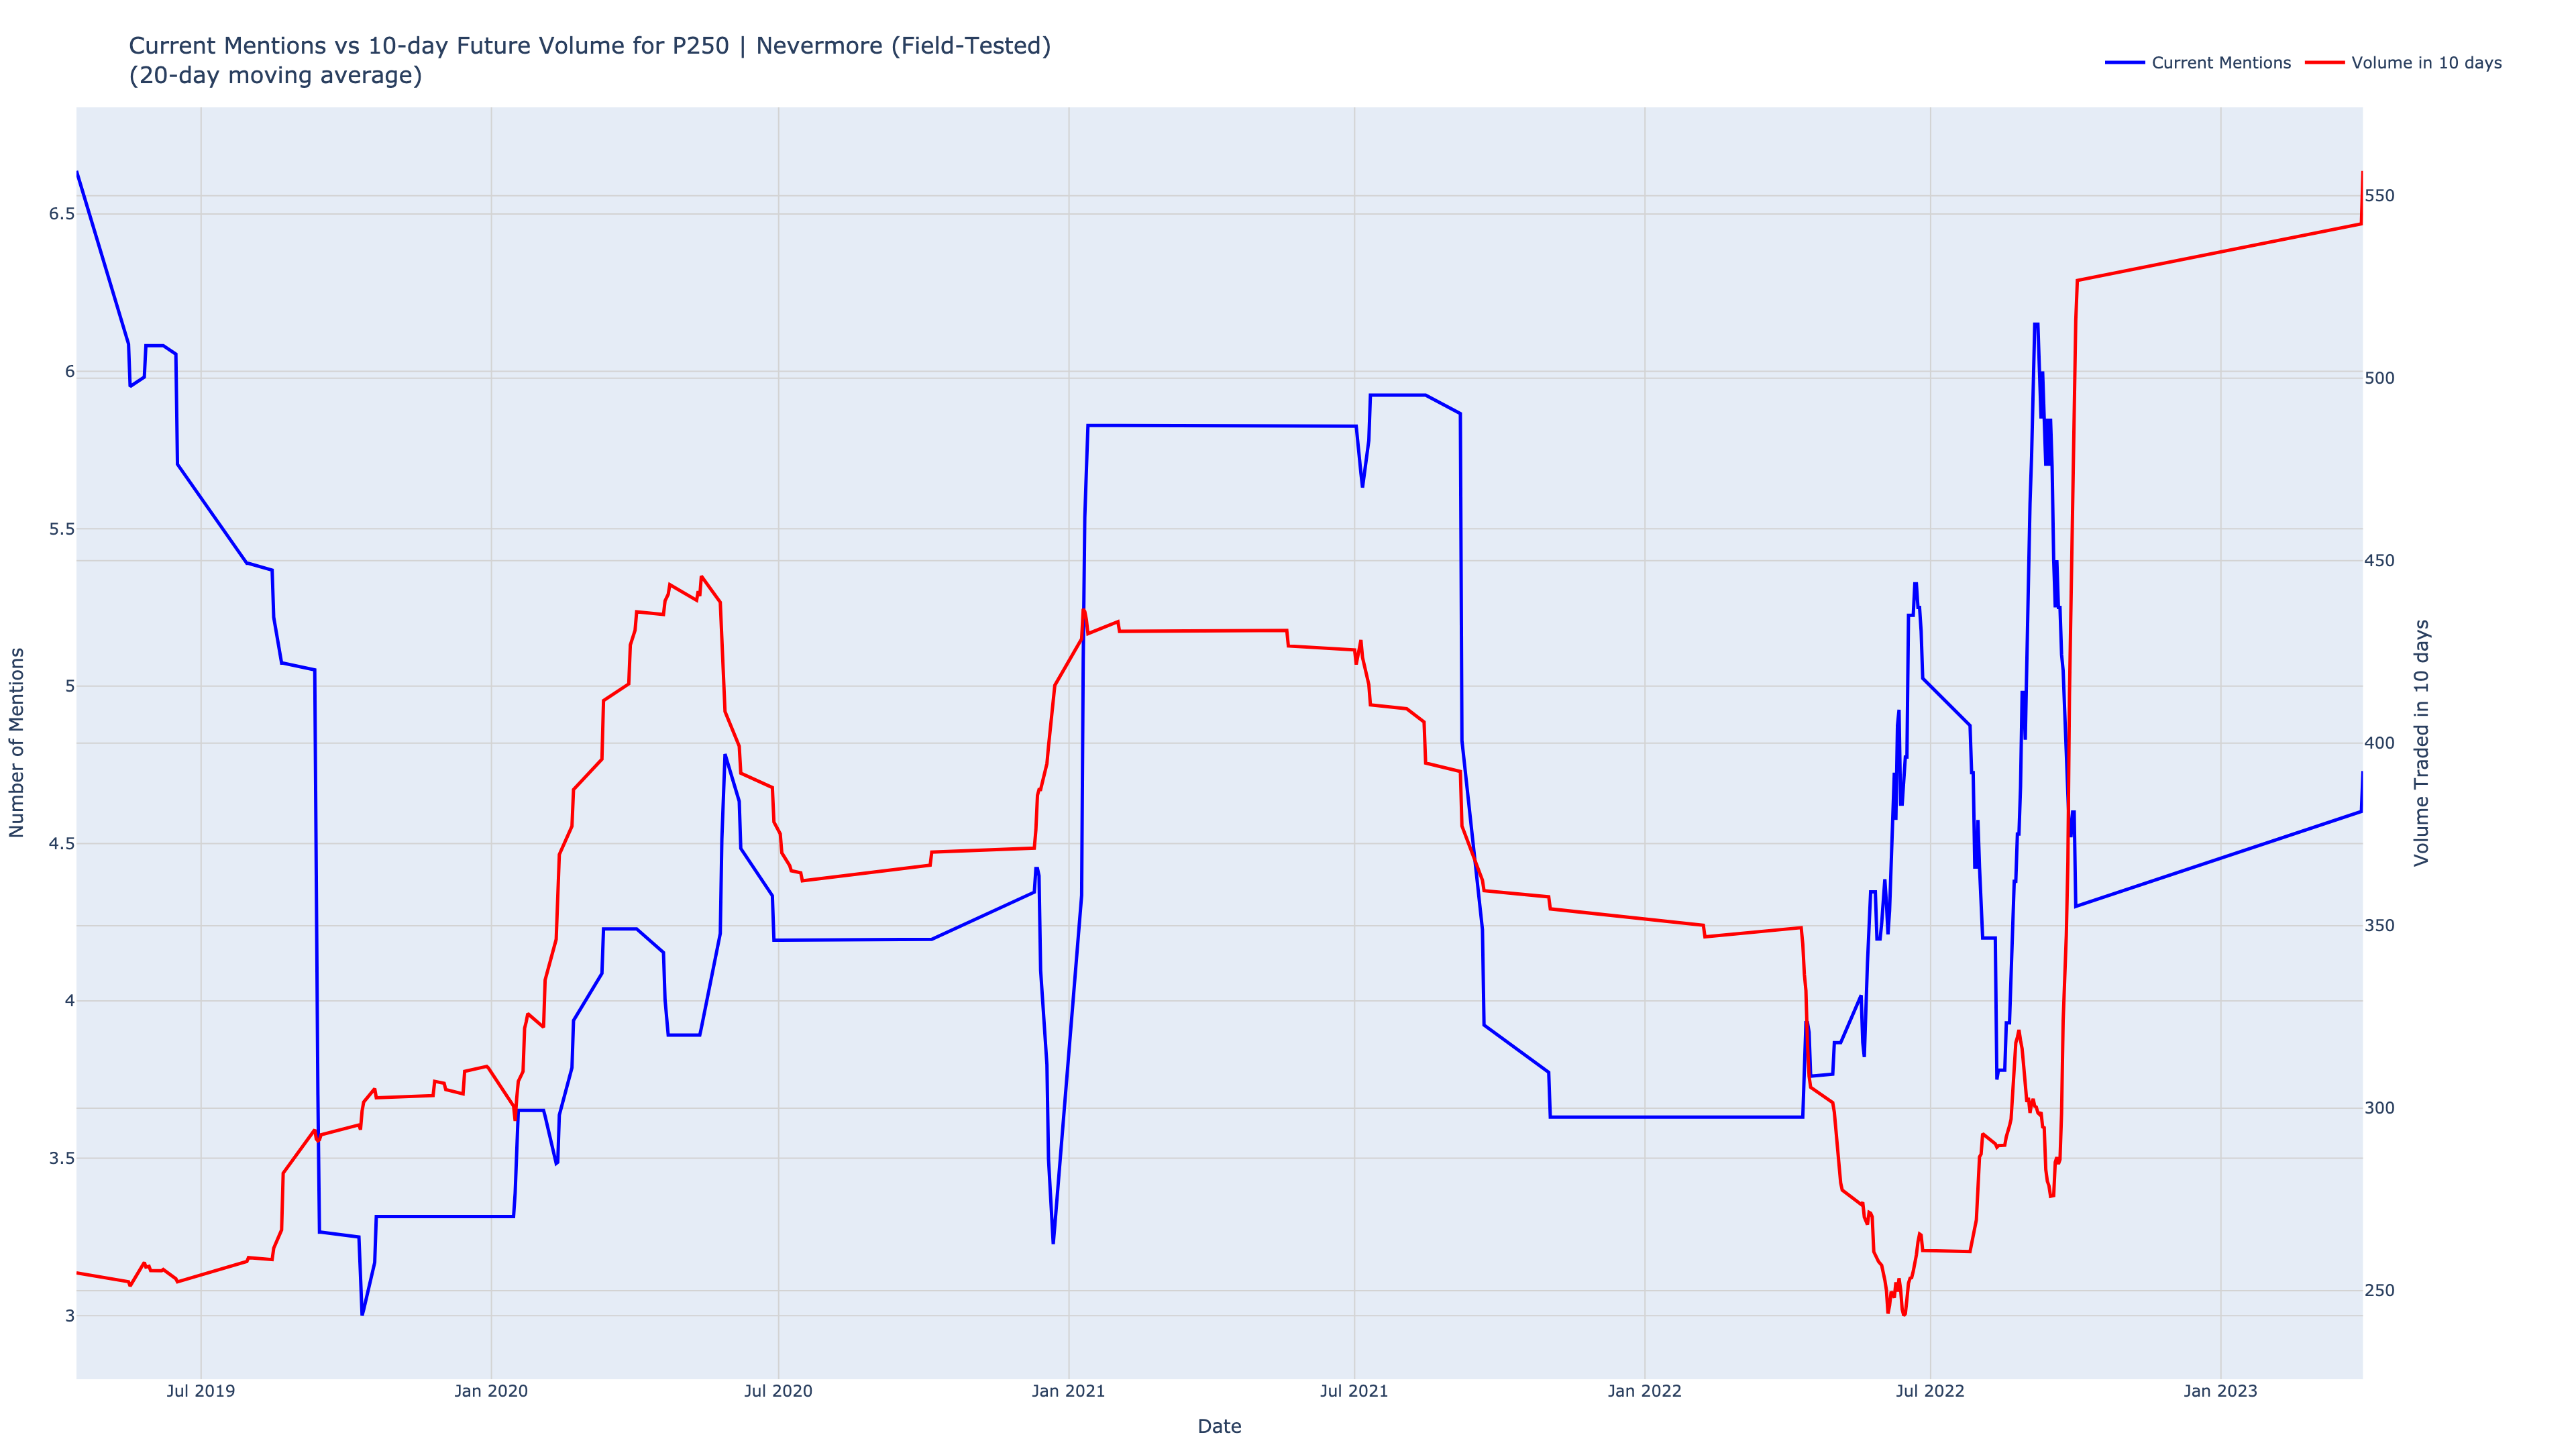 Current Mentions vs 10-day Future Volume for P250 | Nevermore (Field-Tested)
(20-day moving average)
Current Mentions
Volume in 10 days
6.5
6
5.5
5
4.5
4
3.5
3
Number of Mentions
550
500
450
400
350
300
250
Volume Traded in 10 days
Jul 2019
Jan 2020
Jul 2020
Jan 2021
Jul 2021
Jan 2022
Jul 2022
Jan 2023
Date